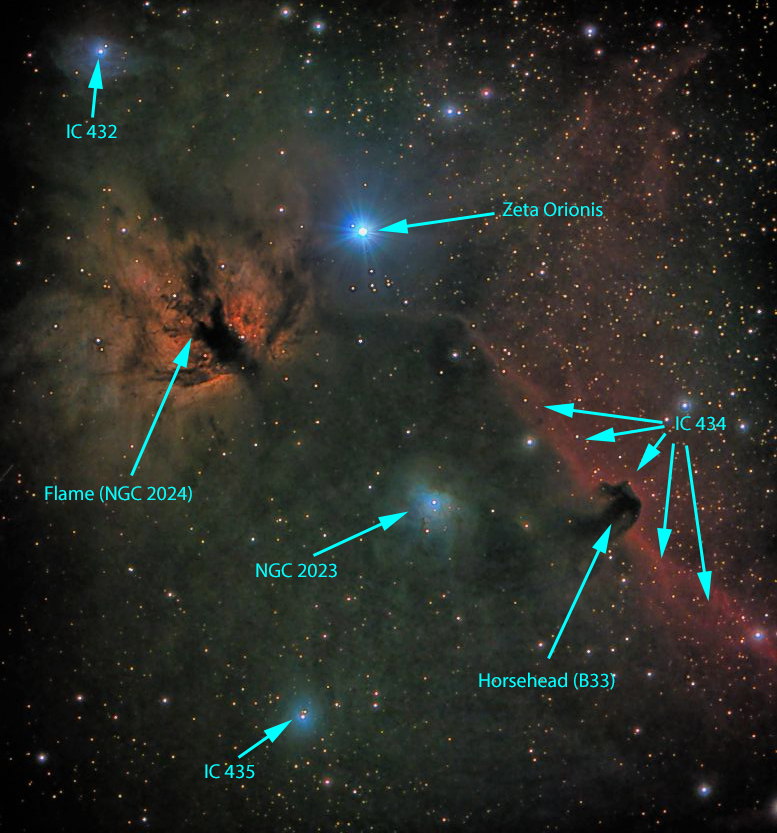 IC 432
Zeta Orionis
IC 434
Flame (NGC 2024)
NGC 2023
Horsehead (B33)
IC 435